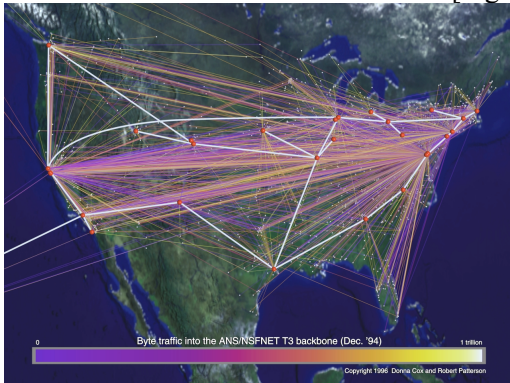 0 Byte traffic into the ANS/NSFNET T3 backbone (Dec. '94) 1 trillion
Copyright 1996 Donna Cox and Robert Patterson